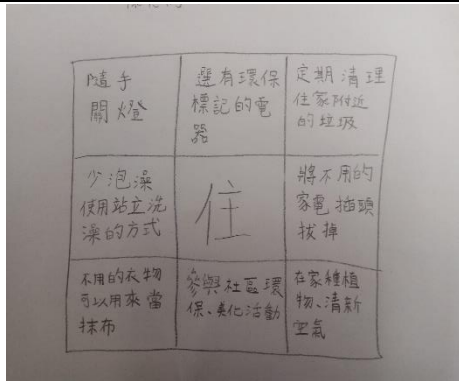 隨手
關燈
選有環保
標記的電
器
定期清理
住家附近
的垃圾
少泡澡
使用站立洗
澡的方式
住
將不用的
家電插頭
拔掉
不用的衣物
可以用來當
抹布
參與社區環
保、美化活動
在家種植
物、清新
空氣